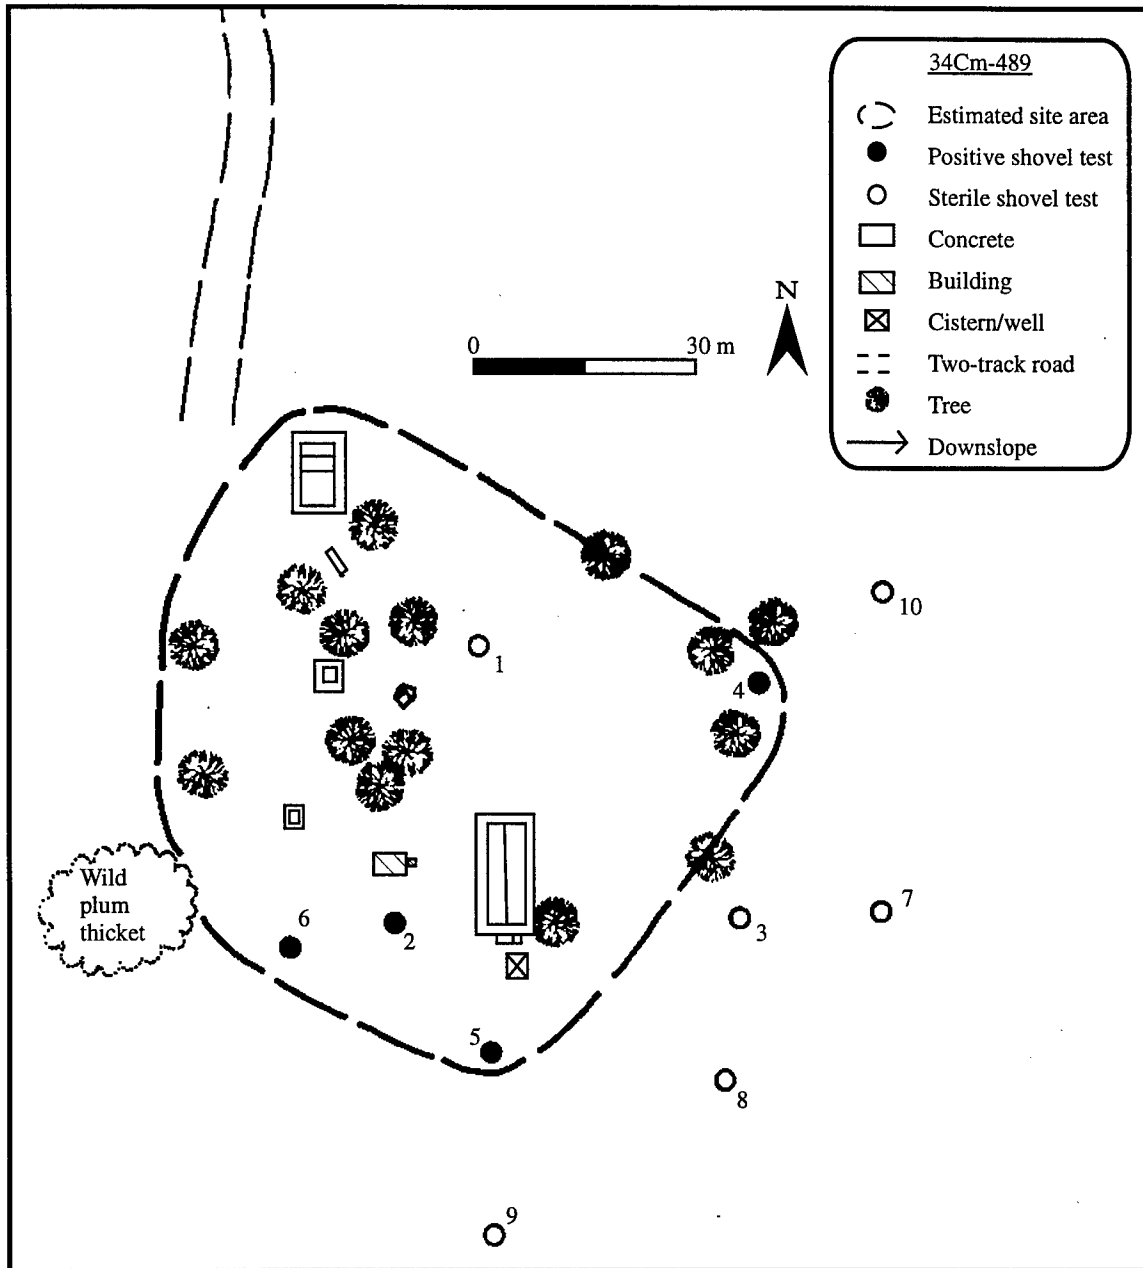 34Cm-489
Estimated site area
Positive shovel test
Sterile shovel test
Concrete
Building
Cistern/well
Two-track road
Tree
Downslope
N
0 30 m
10
1
4
Wild
plum
thicket
6
2
3
7
5
8
9